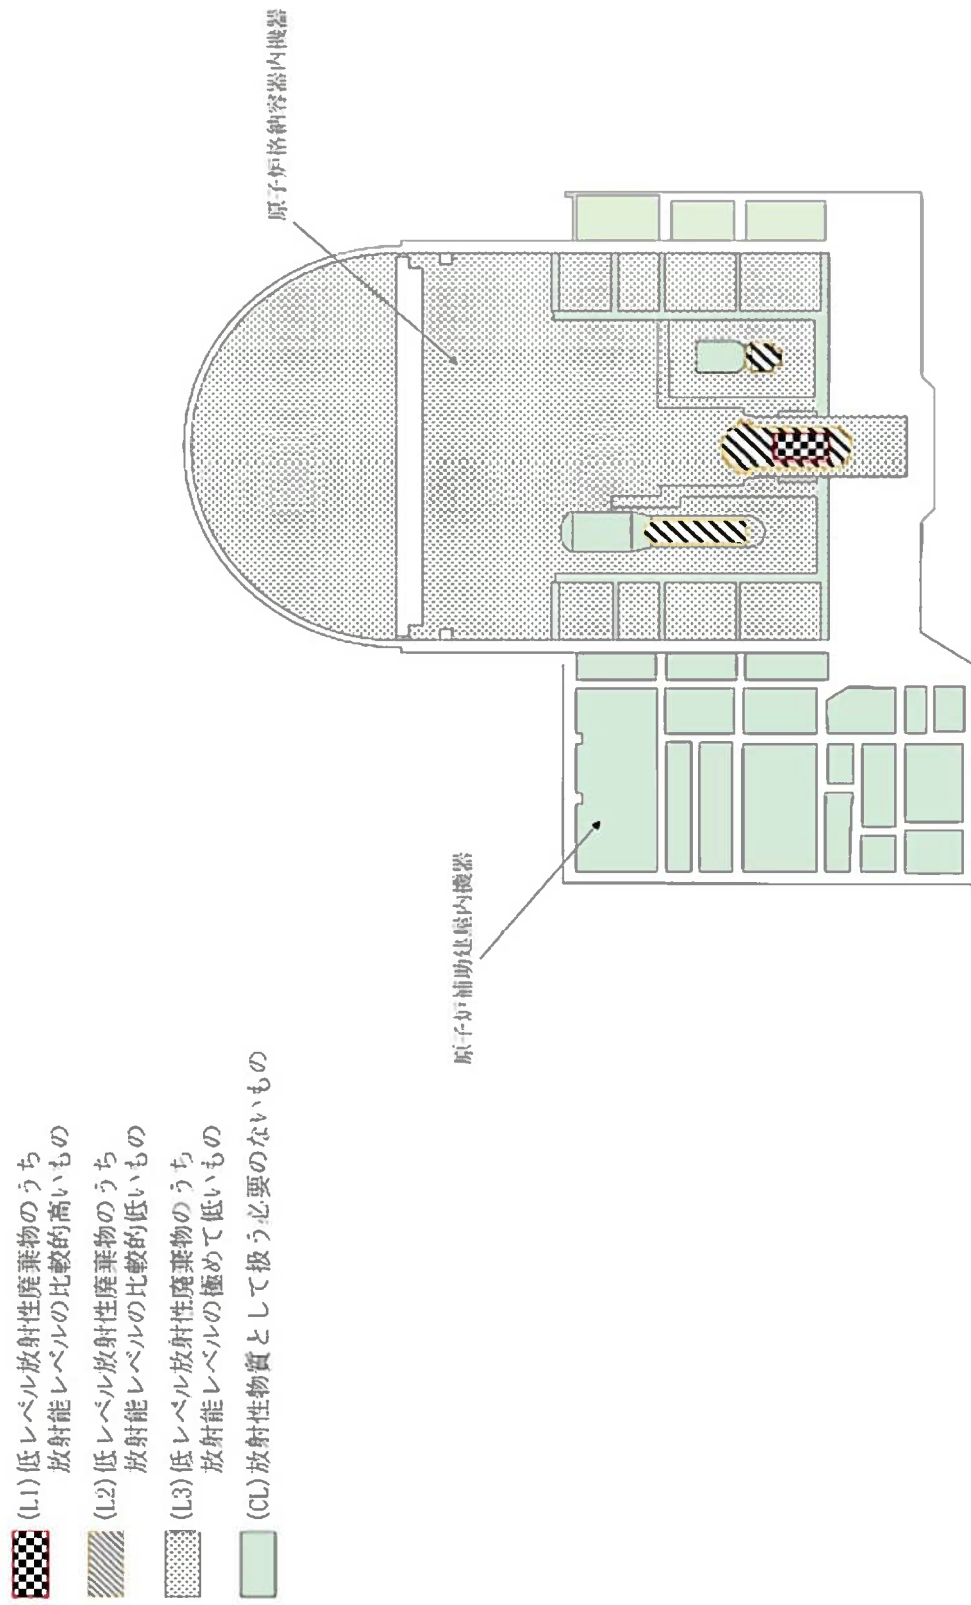 (L1)低レベル放射性廃棄物のうち
放射能レベルの比較的高いもの
(L2)低レベル放射性廃棄物のうち
放射能レベルの比較的低いもの
(L3)低レベル放射性廃棄物のうち
放射能レベルの極めて低いもの
(CL)放射性物質として扱う必要のないもの
原子炉格納容器内機器
原子炉補助建屋内機器